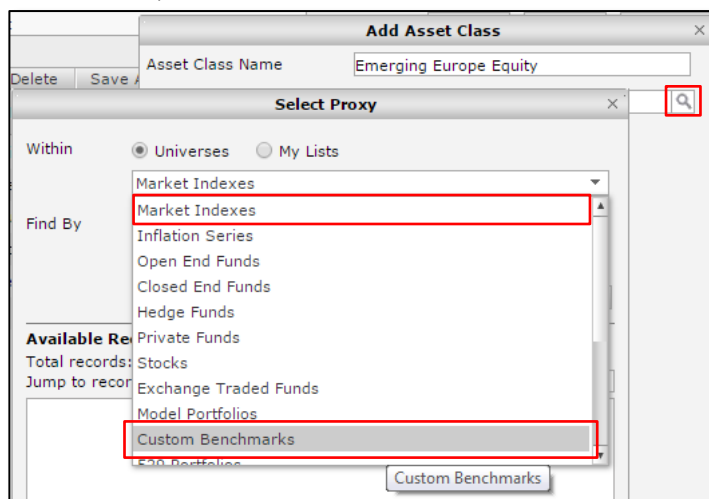 Add Asset Class
Asset Class Name Emerging Europe Equity
Delete Save
Select Proxy
Within Universes My Lists
Market Indexes
Market Indexes
Find By
Inflation Series
Open End Funds
Closed End Funds
Hedge Funds
Private Funds
Available Re
Stocks
Total records:
Exchange Traded Funds
Jump to recor
Model Portfolios
Custom Benchmarks
529 Portfolios
Custom Benchmarks